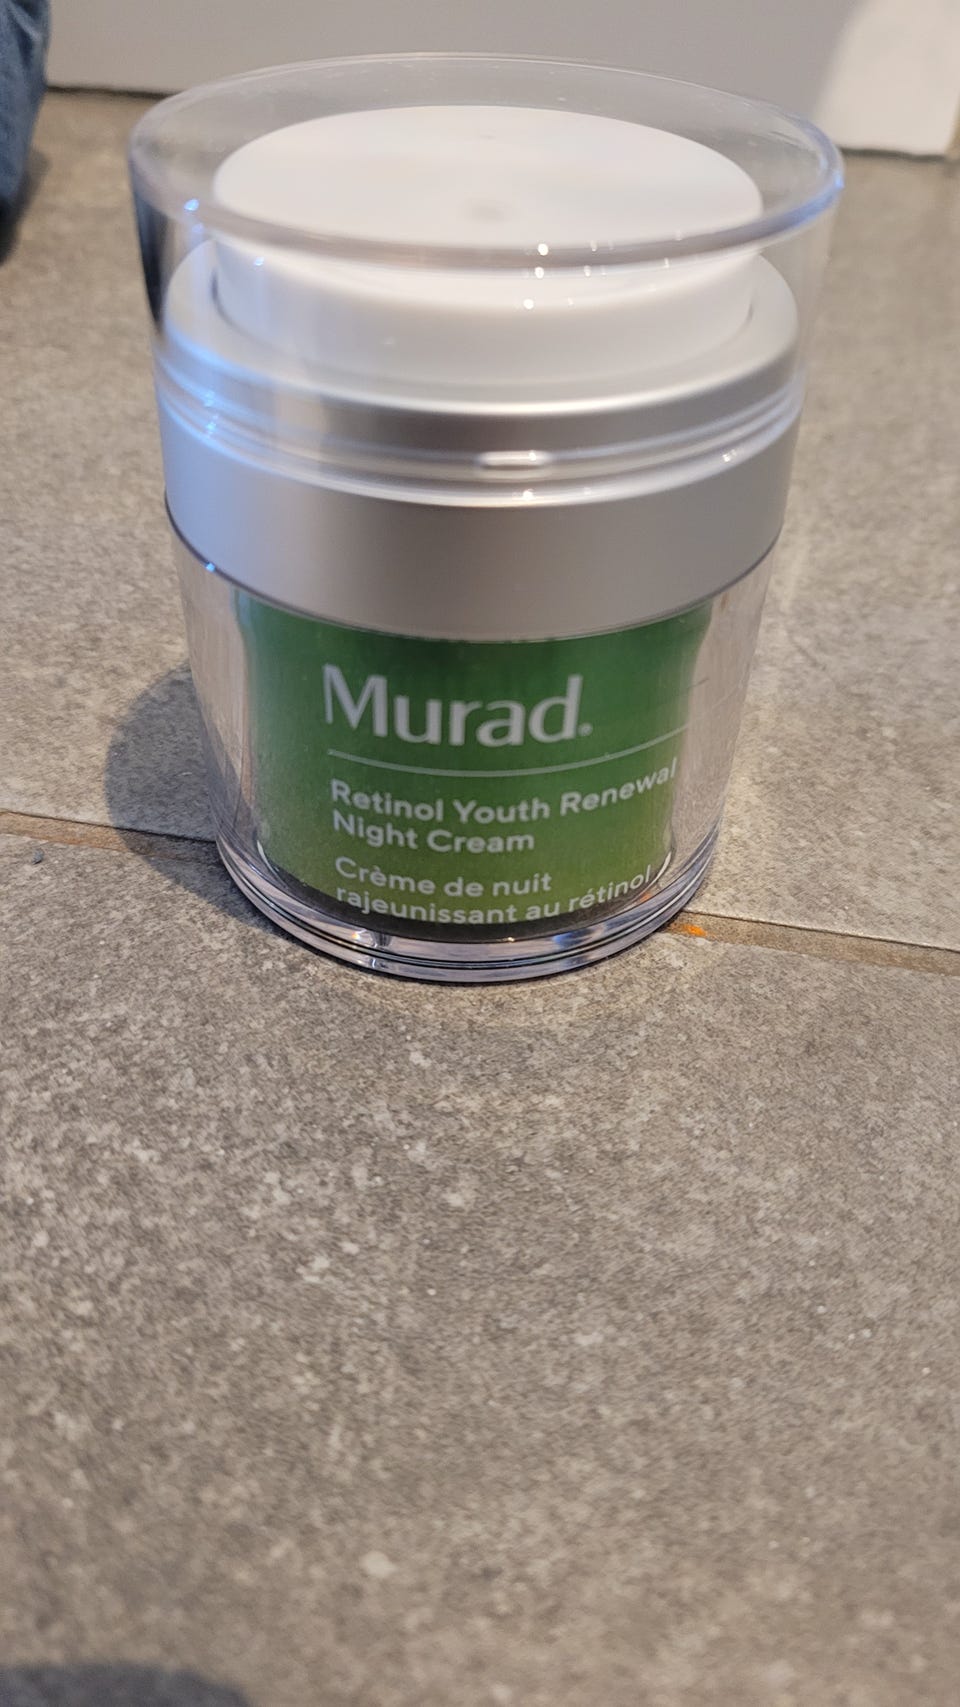 Murad®
Retinol Youth Renewal
Night Cream
Crème de nuit
rajeunissant au rétinol